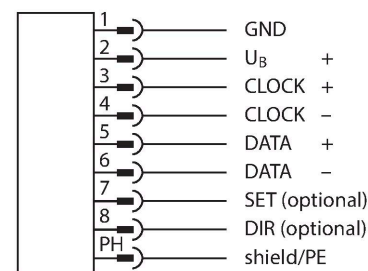 1 GND
2 U_B +
3 CLOCK +
4 CLOCK –
5 DATA +
6 DATA –
7 SET (optional)
8 DIR (optional)
PH shield/PE